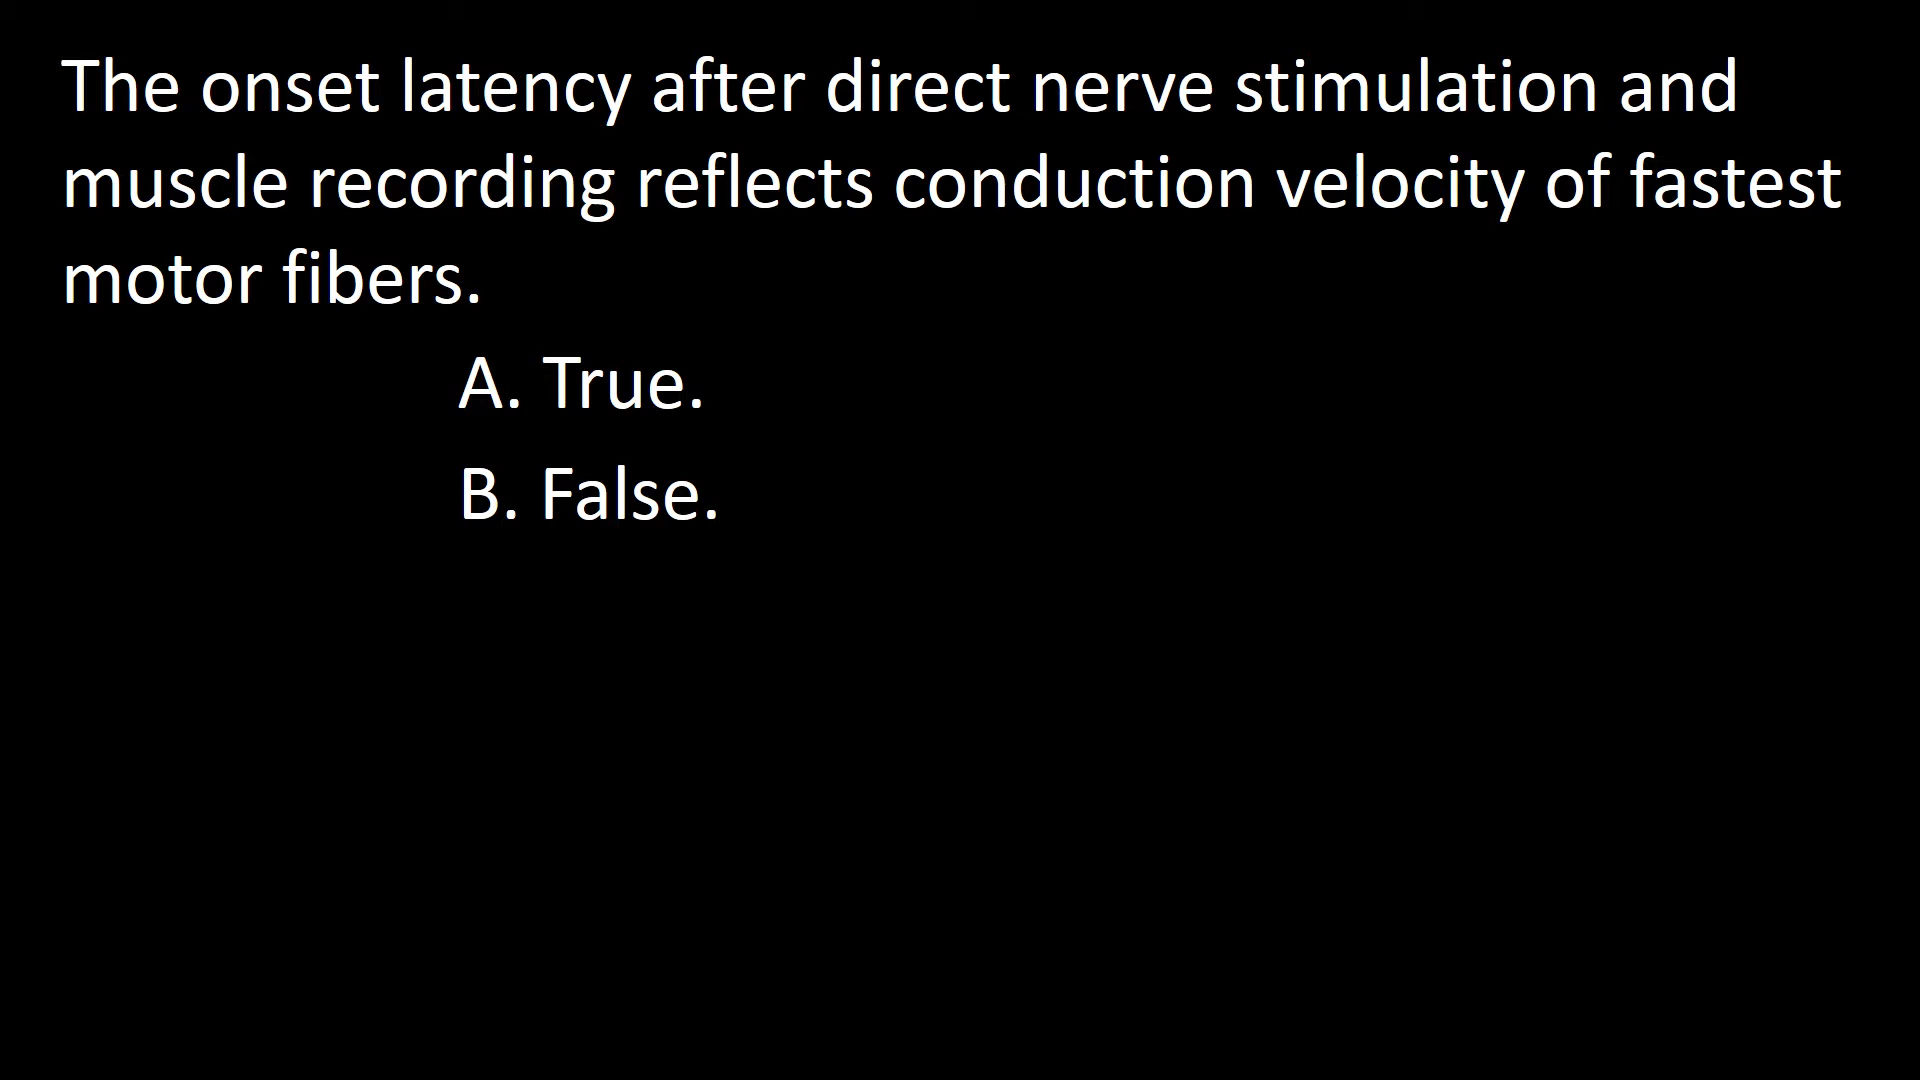 The onset latency after direct nerve stimulation and
muscle recording reflects conduction velocity of fastest
motor fibers.
A. True.
B. False.